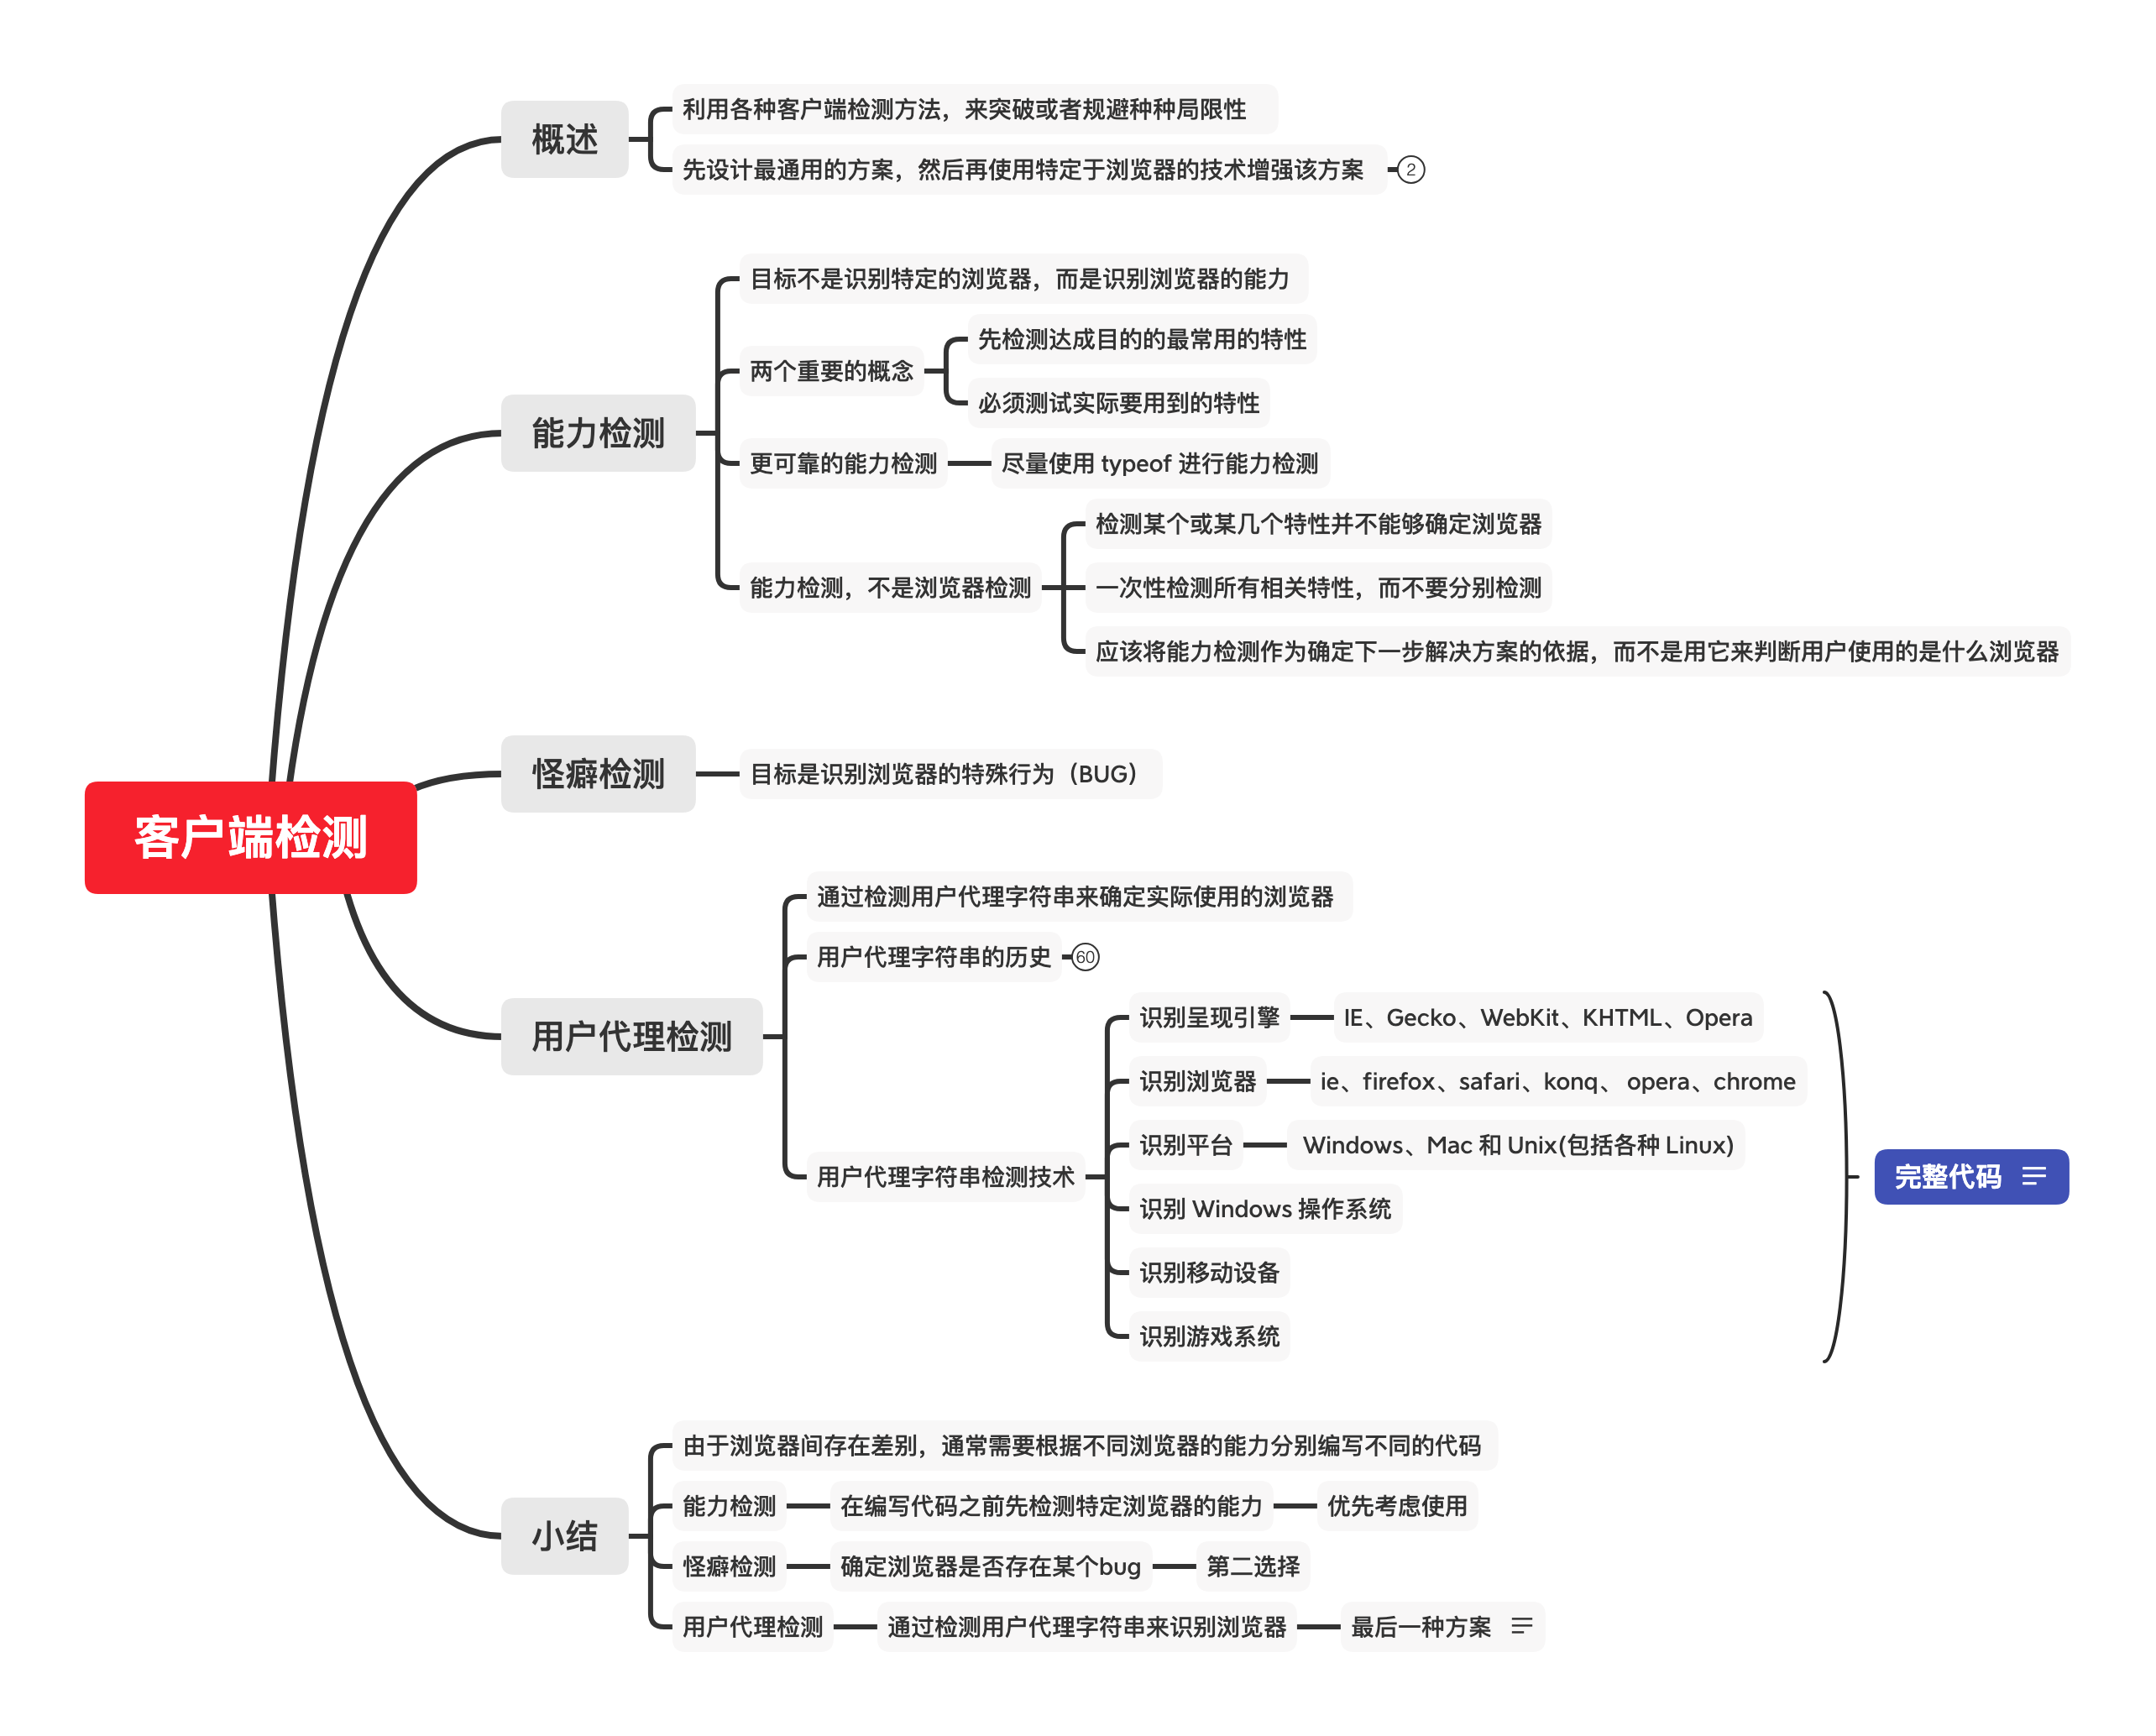 客户端检测
概述
利用各种客户端检测方法，来突破或者规避种种局限性
先设计最通用的方案，然后再使用特定于浏览器的技术增强该方案
2
能力检测
目标不是识别特定的浏览器，而是识别浏览器的能力
两个重要的概念
先检测达成目的的最常用的特性
必须测试实际要用到的特性
更可靠的能力检测
尽量使用 typeof 进行能力检测
能力检测，不是浏览器检测
检测某个或某几个特性并不能够确定浏览器
一次性检测所有相关特性，而不要分别检测
应该将能力检测作为确定下一步解决方案的依据，而不是用它来判断用户使用的是什么浏览器
怪癖检测
目标是识别浏览器的特殊行为（BUG）
用户代理检测
通过检测用户代理字符串来确定实际使用的浏览器
用户代理字符串的历史
60
用户代理字符串检测技术
识别呈现引擎
IE、Gecko、WebKit、KHTML、Opera
识别浏览器
ie、firefox、safari、konq、 opera、chrome
识别平台
Windows、Mac 和 Unix(包括各种 Linux)
识别 Windows 操作系统
识别移动设备
识别游戏系统
完整代码
小结
由于浏览器间存在差别，通常需要根据不同浏览器的能力分别编写不同的代码
能力检测
在编写代码之前先检测特定浏览器的能力
优先考虑使用
怪癖检测
确定浏览器是否存在某个bug
第二选择
用户代理检测
通过检测用户代理字符串来识别浏览器
最后一种方案